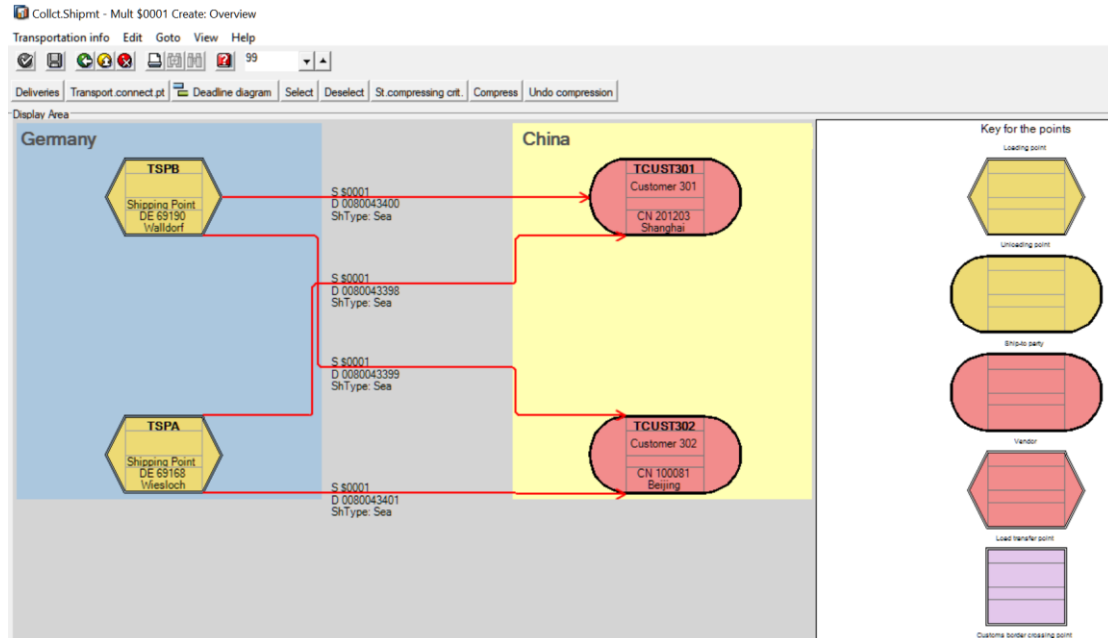 Collct.Shipmt - Mult $0001 Create: Overview
Transportation info Edit Goto View Help
99
Deliveries Transport.connect.pt Deadline diagram Select Deselect St.compressing crit. Compress Undo compression
Display Area
Germany
China
TSPB
Shipping Point
DE 69190
Walldorf
S $0001
D 0080043400
ShType: Sea
TCUST301
Customer 301
CN 201203
Shanghai
S $0001
D 0080043398
ShType: Sea
S $0001
D 0080043399
ShType: Sea
TSPA
Shipping Point
DE 69168
Wiesloch
TCUST302
Customer 302
CN 100081
Beijing
S $0001
D 0080043401
ShType: Sea
Key for the points
Loading point
Unloading point
Ship-to party
Vendor
Load transfer point
Customs border crossing point